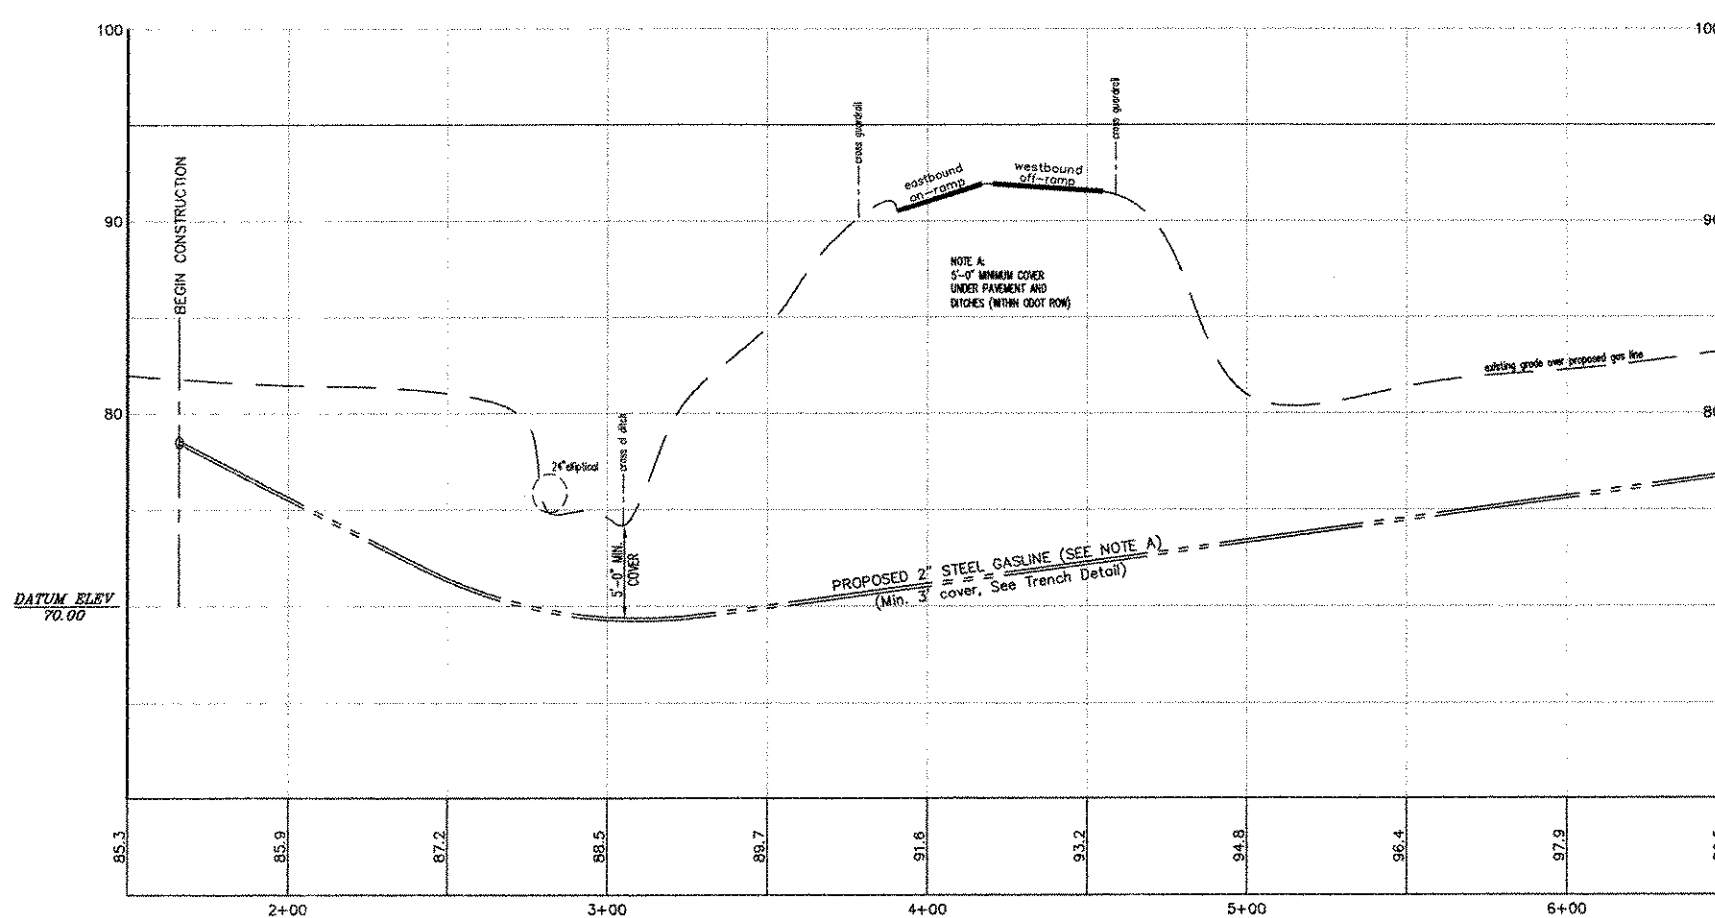 100
100
cross guardrail
cross guardrail
BEGIN CONSTRUCTION
eastbound
on-ramp
westbound
off-ramp
90
90
NOTE A:
5'-0" MINIMUM COVER
UNDER PAVEMENT AND
DITCHES (WITHIN ODOT ROW)
existing grade over proposed gas line
80
80
24" elliptical
cross cl ditch
5'-0" MIN.
COVER
PROPOSED 2" STEEL GASLINE (SEE NOTE A)
(Min. 3' cover, See Trench Detail)
DATUM ELEV
70.00
85.3
85.9
87.2
88.5
89.7
91.6
93.2
94.8
96.4
97.9
2+00
3+00
4+00
5+00
6+00